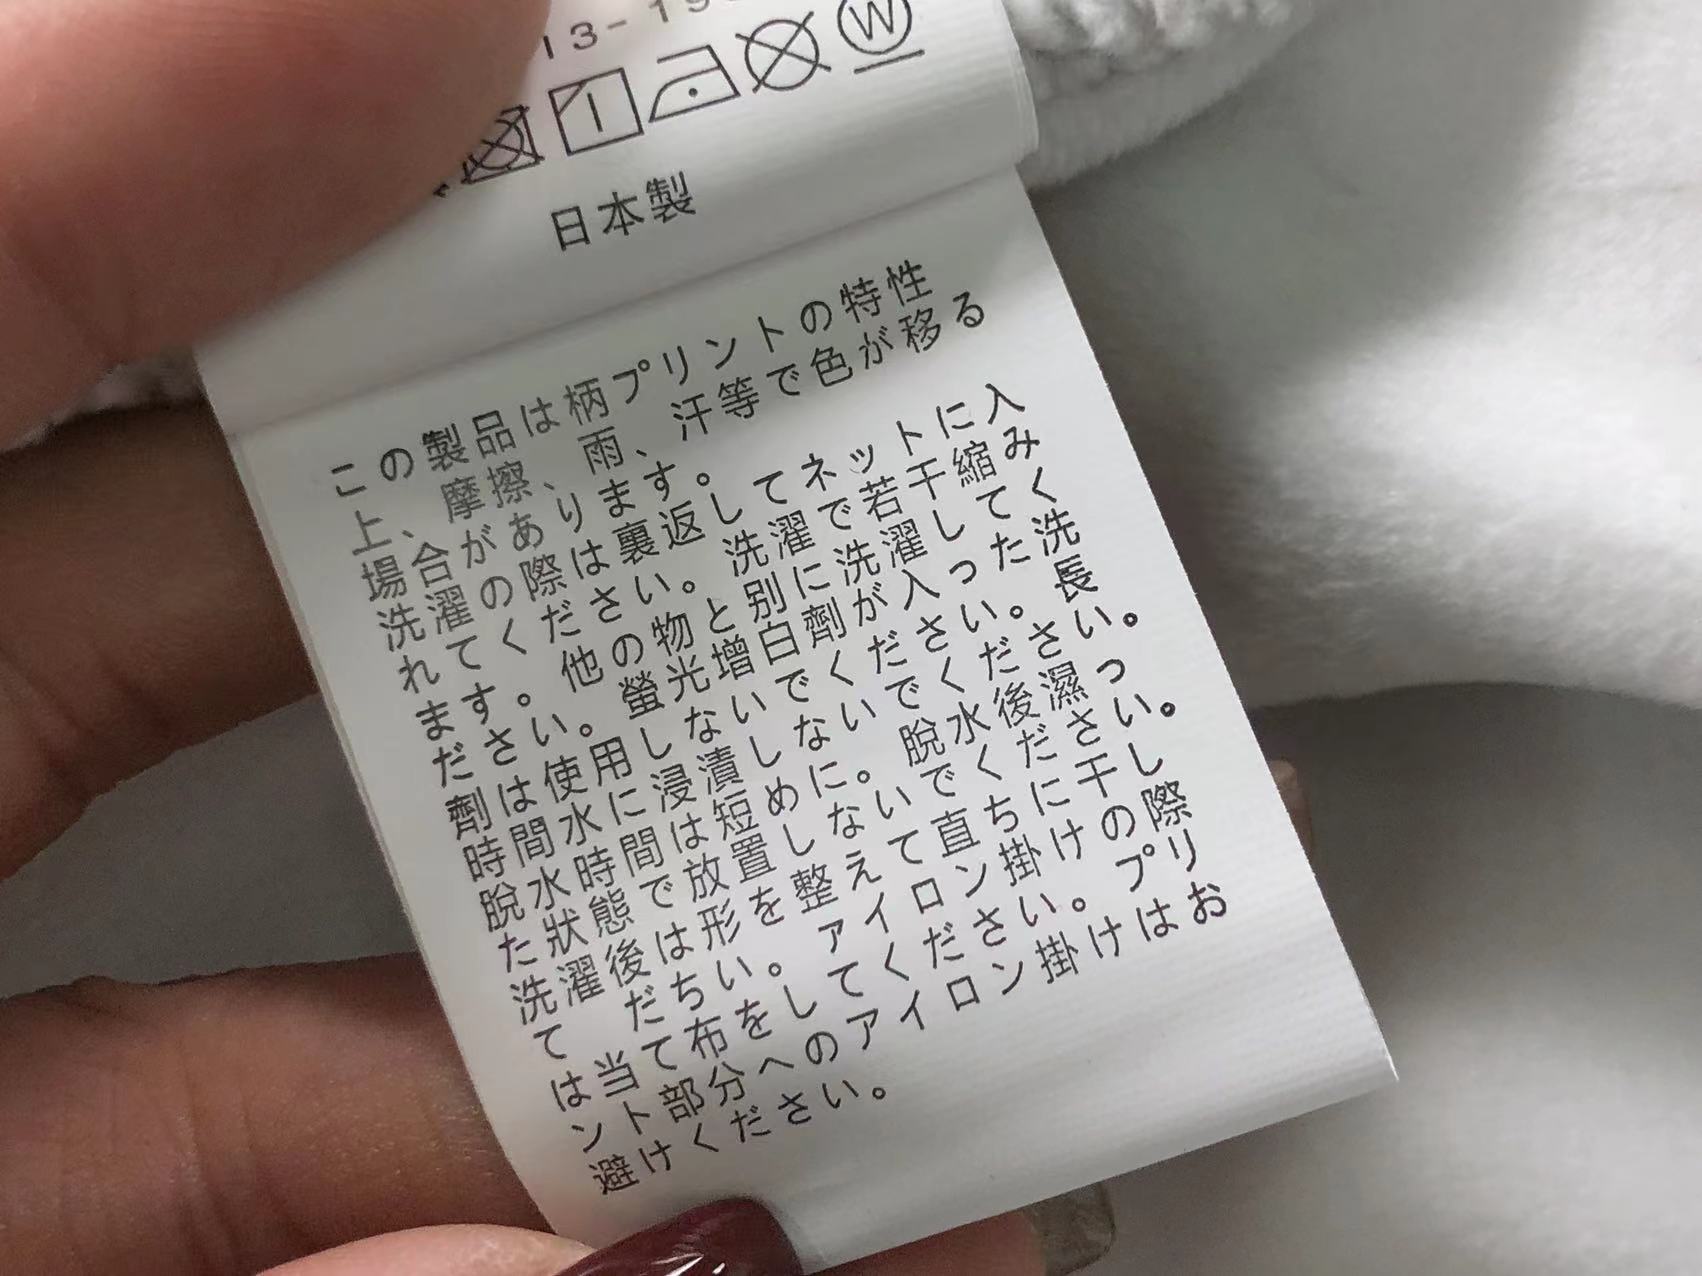 13-19
日本製
この製品は柄プリントの特性
上、摩擦、雨、汗等で色が移る
場合があります。
洗濯の際は裏返してネットに入
れてください。洗濯で若干縮み
ます。他の物と別に洗濯してく
ださい。螢光増白劑が入った洗
劑は使用しないでください。長
時間水に浸漬しないでください。
脱水時間は短めに。脱水後濕っ
た狀態で放置しないでください。
洗濯後は形を整えて直ちに干し
て だちい。ァイロン掛けの際
は当て布をしてください。プリ
ント部分へのアイロン掛けはお
避けください。